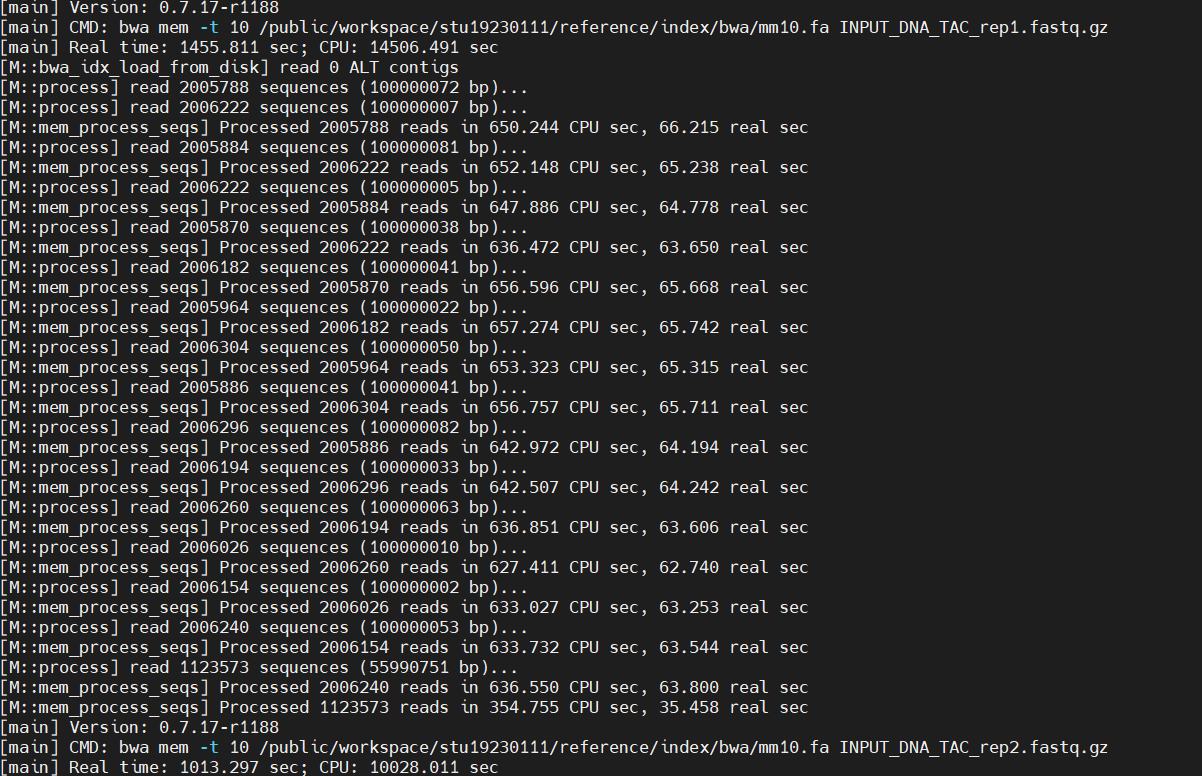 [main] Version: 0.7.17-r1188
[main] CMD: bwa mem -t 10 /public/workspace/stu19230111/reference/index/bwa/mm10.fa INPUT_DNA_TAC_rep1.fastq.gz
[main] Real time: 1455.811 sec; CPU: 14506.491 sec
[M::bwa_idx_load_from_disk] read 0 ALT contigs
[M::process] read 2005788 sequences (100000072 bp)...
[M::process] read 2006222 sequences (100000007 bp)...
[M::mem_process_seqs] Processed 2005788 reads in 650.244 CPU sec, 66.215 real sec
[M::process] read 2005884 sequences (100000081 bp)...
[M::mem_process_seqs] Processed 2006222 reads in 652.148 CPU sec, 65.238 real sec
[M::process] read 2006222 sequences (100000005 bp)...
[M::mem_process_seqs] Processed 2005884 reads in 647.886 CPU sec, 64.778 real sec
[M::process] read 2005870 sequences (100000038 bp)...
[M::mem_process_seqs] Processed 2006222 reads in 636.472 CPU sec, 63.650 real sec
[M::process] read 2006182 sequences (100000041 bp)...
[M::mem_process_seqs] Processed 2005870 reads in 656.596 CPU sec, 65.668 real sec
[M::process] read 2005964 sequences (100000022 bp)...
[M::mem_process_seqs] Processed 2006182 reads in 657.274 CPU sec, 65.742 real sec
[M::process] read 2006304 sequences (100000050 bp)...
[M::mem_process_seqs] Processed 2005964 reads in 653.323 CPU sec, 65.315 real sec
[M::process] read 2005886 sequences (100000041 bp)...
[M::mem_process_seqs] Processed 2006304 reads in 656.757 CPU sec, 65.711 real sec
[M::process] read 2006296 sequences (100000082 bp)...
[M::mem_process_seqs] Processed 2005886 reads in 642.972 CPU sec, 64.194 real sec
[M::process] read 2006194 sequences (100000033 bp)...
[M::mem_process_seqs] Processed 2006296 reads in 642.507 CPU sec, 64.242 real sec
[M::process] read 2006260 sequences (100000063 bp)...
[M::mem_process_seqs] Processed 2006194 reads in 636.851 CPU sec, 63.606 real sec
[M::process] read 2006026 sequences (100000010 bp)...
[M::mem_process_seqs] Processed 2006260 reads in 627.411 CPU sec, 62.740 real sec
[M::process] read 2006154 sequences (100000002 bp)...
[M::mem_process_seqs] Processed 2006026 reads in 633.027 CPU sec, 63.253 real sec
[M::process] read 2006240 sequences (100000053 bp)...
[M::mem_process_seqs] Processed 2006154 reads in 633.732 CPU sec, 63.544 real sec
[M::process] read 1123573 sequences (55990751 bp)...
[M::mem_process_seqs] Processed 2006240 reads in 636.550 CPU sec, 63.800 real sec
[M::mem_process_seqs] Processed 1123573 reads in 354.755 CPU sec, 35.458 real sec
[main] Version: 0.7.17-r1188
[main] CMD: bwa mem -t 10 /public/workspace/stu19230111/reference/index/bwa/mm10.fa INPUT_DNA_TAC_rep2.fastq.gz
[main] Real time: 1013.297 sec; CPU: 10028.011 sec